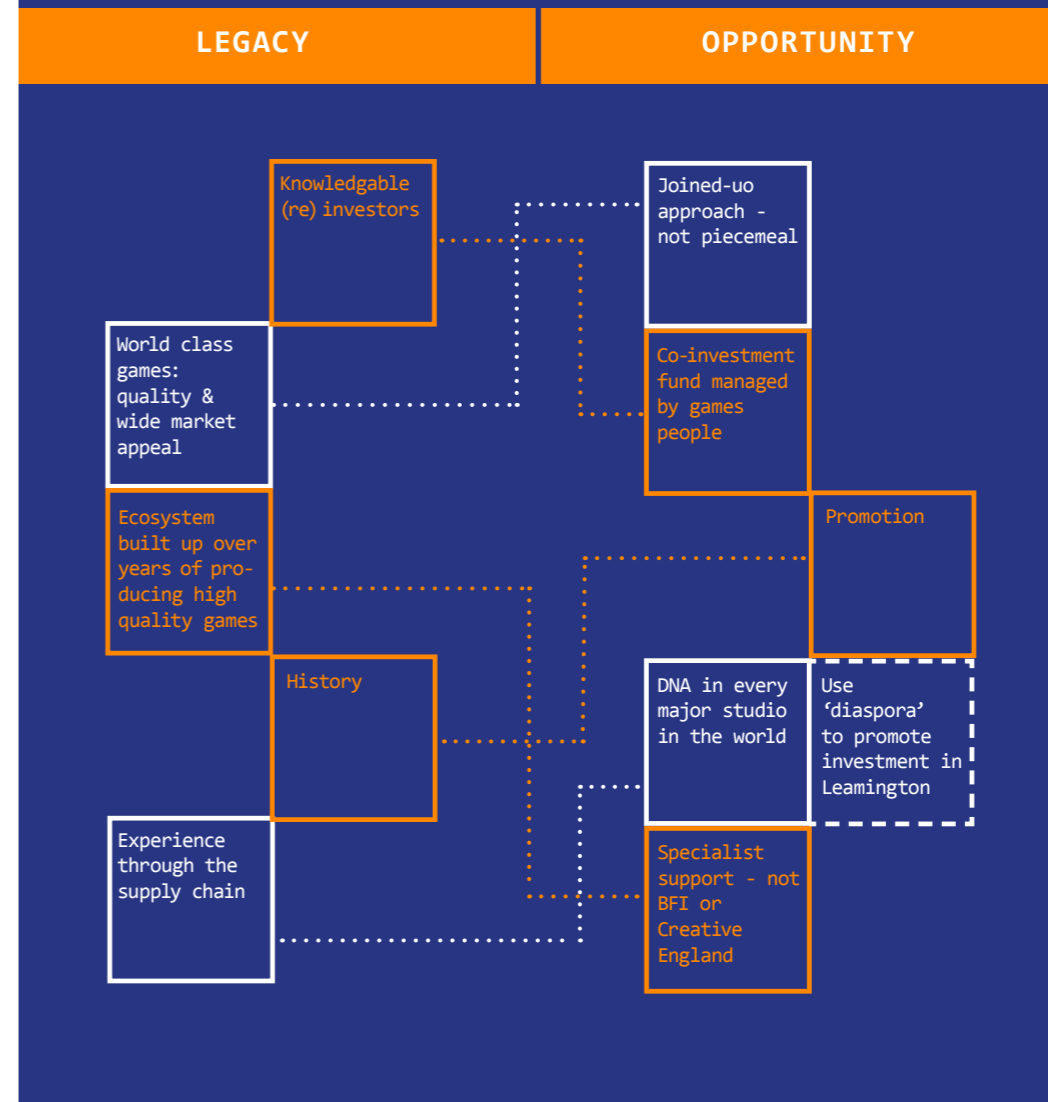 LEGACY
OPPORTUNITY
Knowledgable
(re) investors
World class
games:
quality &
wide market
appeal
Ecosystem
built up over
years of pro-
ducing high
quality games
History
Experience
through the
supply chain
Joined-uo
approach -
not piecemeal
Co-investment
fund managed
by games
people
Promotion
DNA in every
major studio
in the world
Use
‘diaspora’
to promote
investment in
Leamington
Specialist
support - not
BFI or
Creative
England